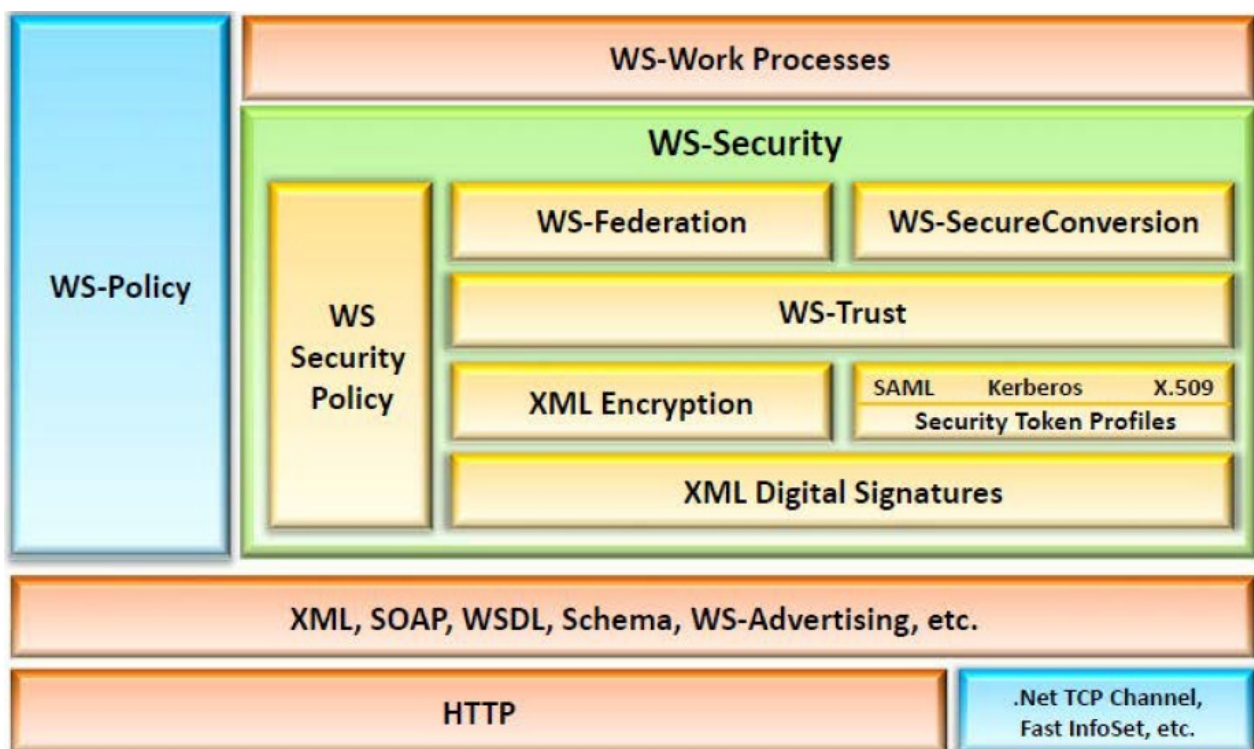 WS-Work Processes
WS-Policy
WS-Security
WS
Security
Policy
WS-Federation
WS-SecureConversion
WS-Trust
XML Encryption
SAML Kerberos X.509
Security Token Profiles
XML Digital Signatures
XML, SOAP, WSDL, Schema, WS-Advertising, etc.
HTTP
.Net TCP Channel,
Fast InfoSet, etc.